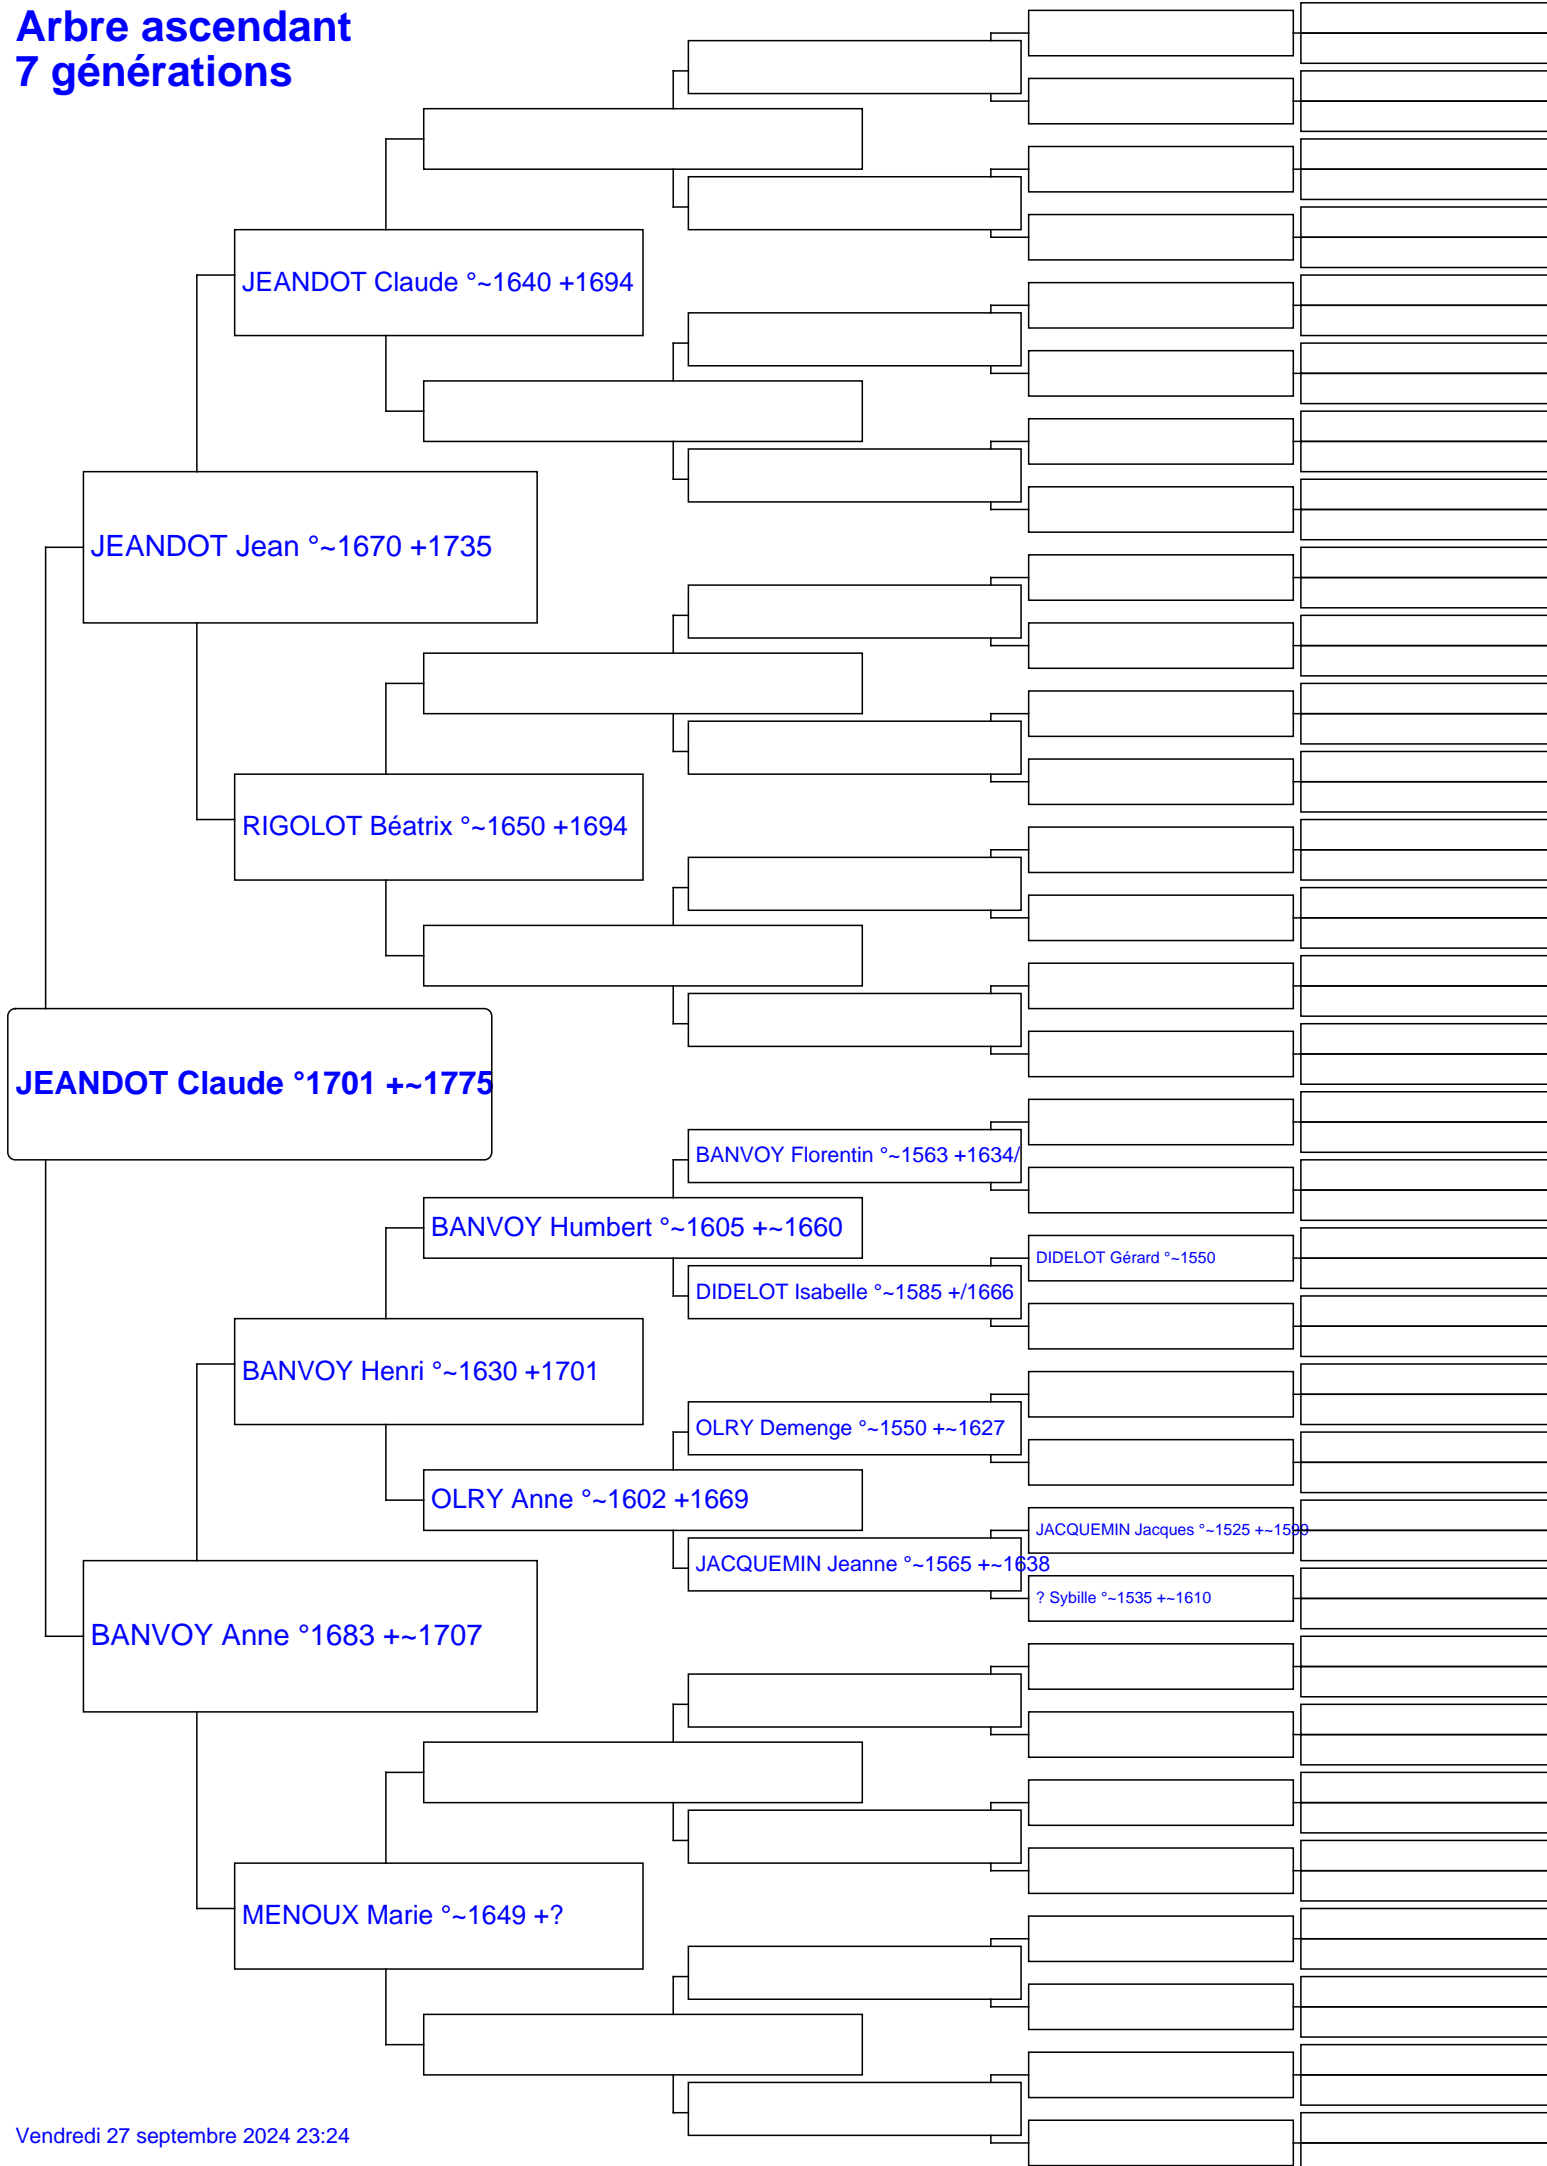 Arbre ascendant
7 générations
JEANDOT Claude °~1640 +1694
JEANDOT Jean °~1670 +1735
RIGOLOT Béatrix °~1650 +1694
JEANDOT Claude °1701 +~1775
BANVOY Florentin °~1563 +1634/
BANVOY Humbert °~1605 +~1660
DIDELOT Gérard °~1550
DIDELOT Isabelle °~1585 +/1666
BANVOY Henri °~1630 +1701
OLRY Demenge °~1550 +~1627
OLRY Anne °~1602 +1669
JACQUEMIN Jacques °~1525 +~1599
JACQUEMIN Jeanne °~1565 +~1638
? Sybille °~1535 +~1610
BANVOY Anne °1683 +~1707
MENOUX Marie °~1649 +?
Vendredi 27 septembre 2024 23:24